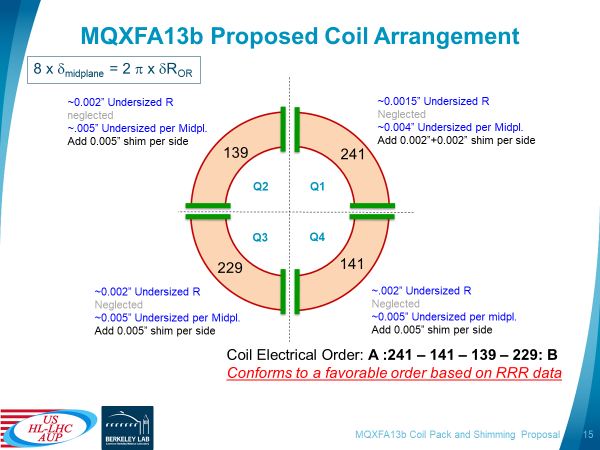 MQXFA13b Proposed Coil Arrangement
8 x δmidplane = 2 π x δROR
~0.002” Undersized R
neglected
~.005” Undersized per Midpl.
Add 0.005” shim per side
~0.0015” Undersized R
Neglected
~0.004” Undersized per Midpl.
Add 0.002”+0.002” shim per side
139
241
Q2
Q1
Q3
Q4
229
141
~0.002” Undersized R
Neglected
~0.005” Undersized per Midpl.
Add 0.005” shim per side
~.002” Undersized R
Neglected
~0.005” Undersized per midpl.
Add 0.005” shim per side
Coil Electrical Order: A :241 – 141 – 139 – 229: B
Conforms to a favorable order based on RRR data
US
HL-LHC
AUP
BERKELEY LAB
MQXFA13b Coil Pack and Shimming Proposal
15